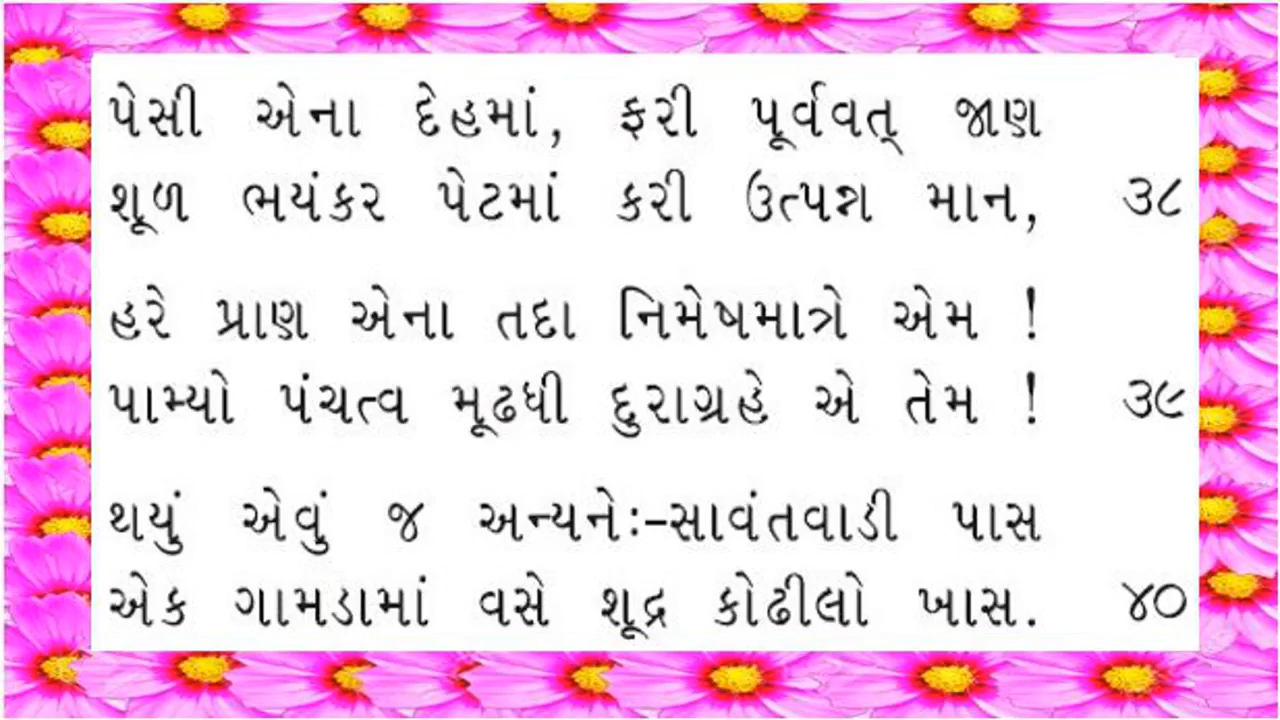 પેસી એના દેહમાં, ફરી પૂર્વવત્ જાણ
શૂળ ભયંકર પેટમાં કરી ઉત્પન્ન માન, ૩૮
હરે પ્રાણ એના તદા નિમેષમાત્રે એમ !
પામ્યો પંચત્વ મૂઢધી દુરાગ્રહે એ તેમ ! ૩૯
થયું એવું જ અન્યનેઃ-સાવંતવાડી પાસ
એક ગામડામાં વસે શૂદ્ર કોઢીલો ખાસ. ૪૦